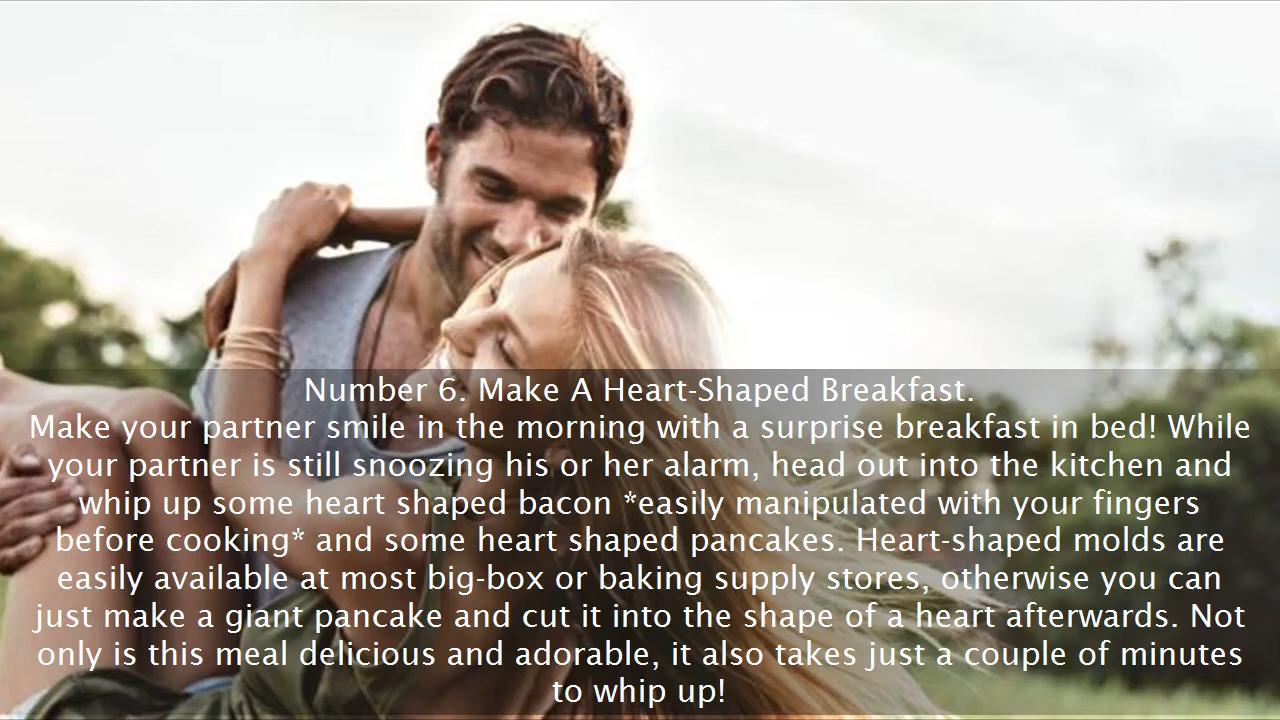 Number 6. Make A Heart-Shaped Breakfast.
Make your partner smile in the morning with a surprise breakfast in bed! While
your partner is still snoozing his or her alarm, head out into the kitchen and
whip up some heart shaped bacon *easily manipulated with your fingers
before cooking* and some heart shaped pancakes. Heart-shaped molds are
easily available at most big-box or baking supply stores, otherwise you can
just make a giant pancake and cut it into the shape of a heart afterwards. Not
only is this meal delicious and adorable, it also takes just a couple of minutes
to whip up!